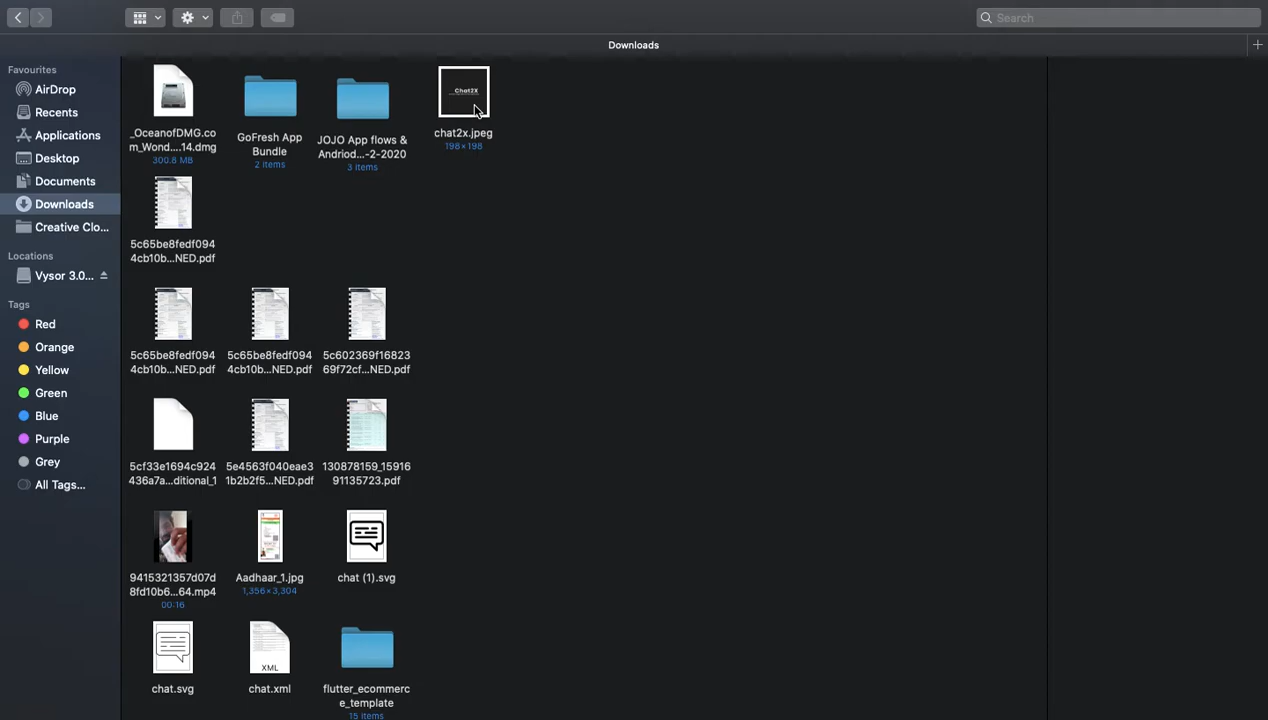 Search
Downloads
Favourites
AirDrop
Recents
Applications
Desktop
Documents
Downloads
Creative Clo...
Locations
Vysor 3.0...
Tags
Red
Orange
Yellow
Green
Blue
Purple
Grey
All Tags...
_OceanofDMG.co
m_Wond....14.dmg
300.8 MB
GoFresh App
Bundle
2 items
JOJO App flows &
Andriod...-2-2020
3 items
Chat2X
chat2x.jpeg
198×198
5c65be8fedf094
4cb10b...NED.pdf
5c65be8fedf094
4cb10b...NED.pdf
5c65be8fedf094
4cb10b...NED.pdf
5c602369f16823
69f72cf...NED.pdf
5cf33e1694c924
436a7a...ditional_1
5e4563f040eae3
1b2b2f5...NED.pdf
130878159_15916
91135723.pdf
9415321357d07d
8fd10b6...64.mp4
00:16
Aadhaar_1.jpg
1,356×3,304
chat (1).svg
chat.svg
XML
chat.xml
flutter_ecommerc
e_template
15 items